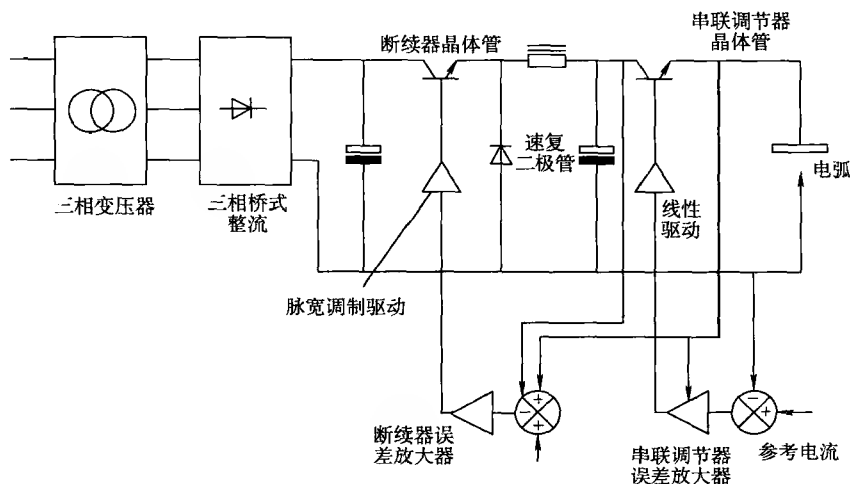 断续器晶体管
串联调节器
晶体管
速复
二极管
电弧
三相变压器
三相桥式
整流
线性
驱动
脉宽调制驱动
+
−
+
−
+
+
断续器误
差放大器
串联调节器
误差放大器
参考电流